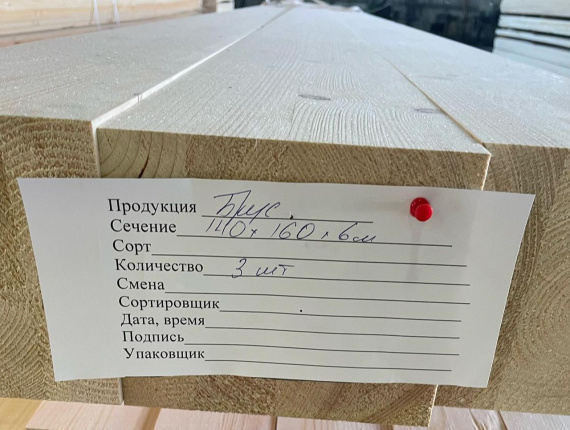 Продукция Брус.
Сечение 140 х 160 х 6м
Сорт
Количество 3 шт
Смена
Сортировщик
Дата, время
Подпись
Упаковщик